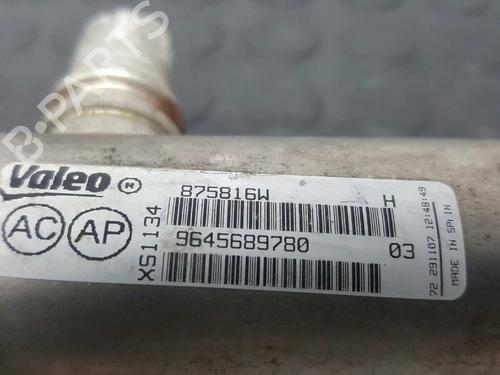 B-PARTS
Valeo ®
875816W
H
AC
AP
XS1134
9645689780
03
72 291107 12:48:49
MADE IN SPAIN